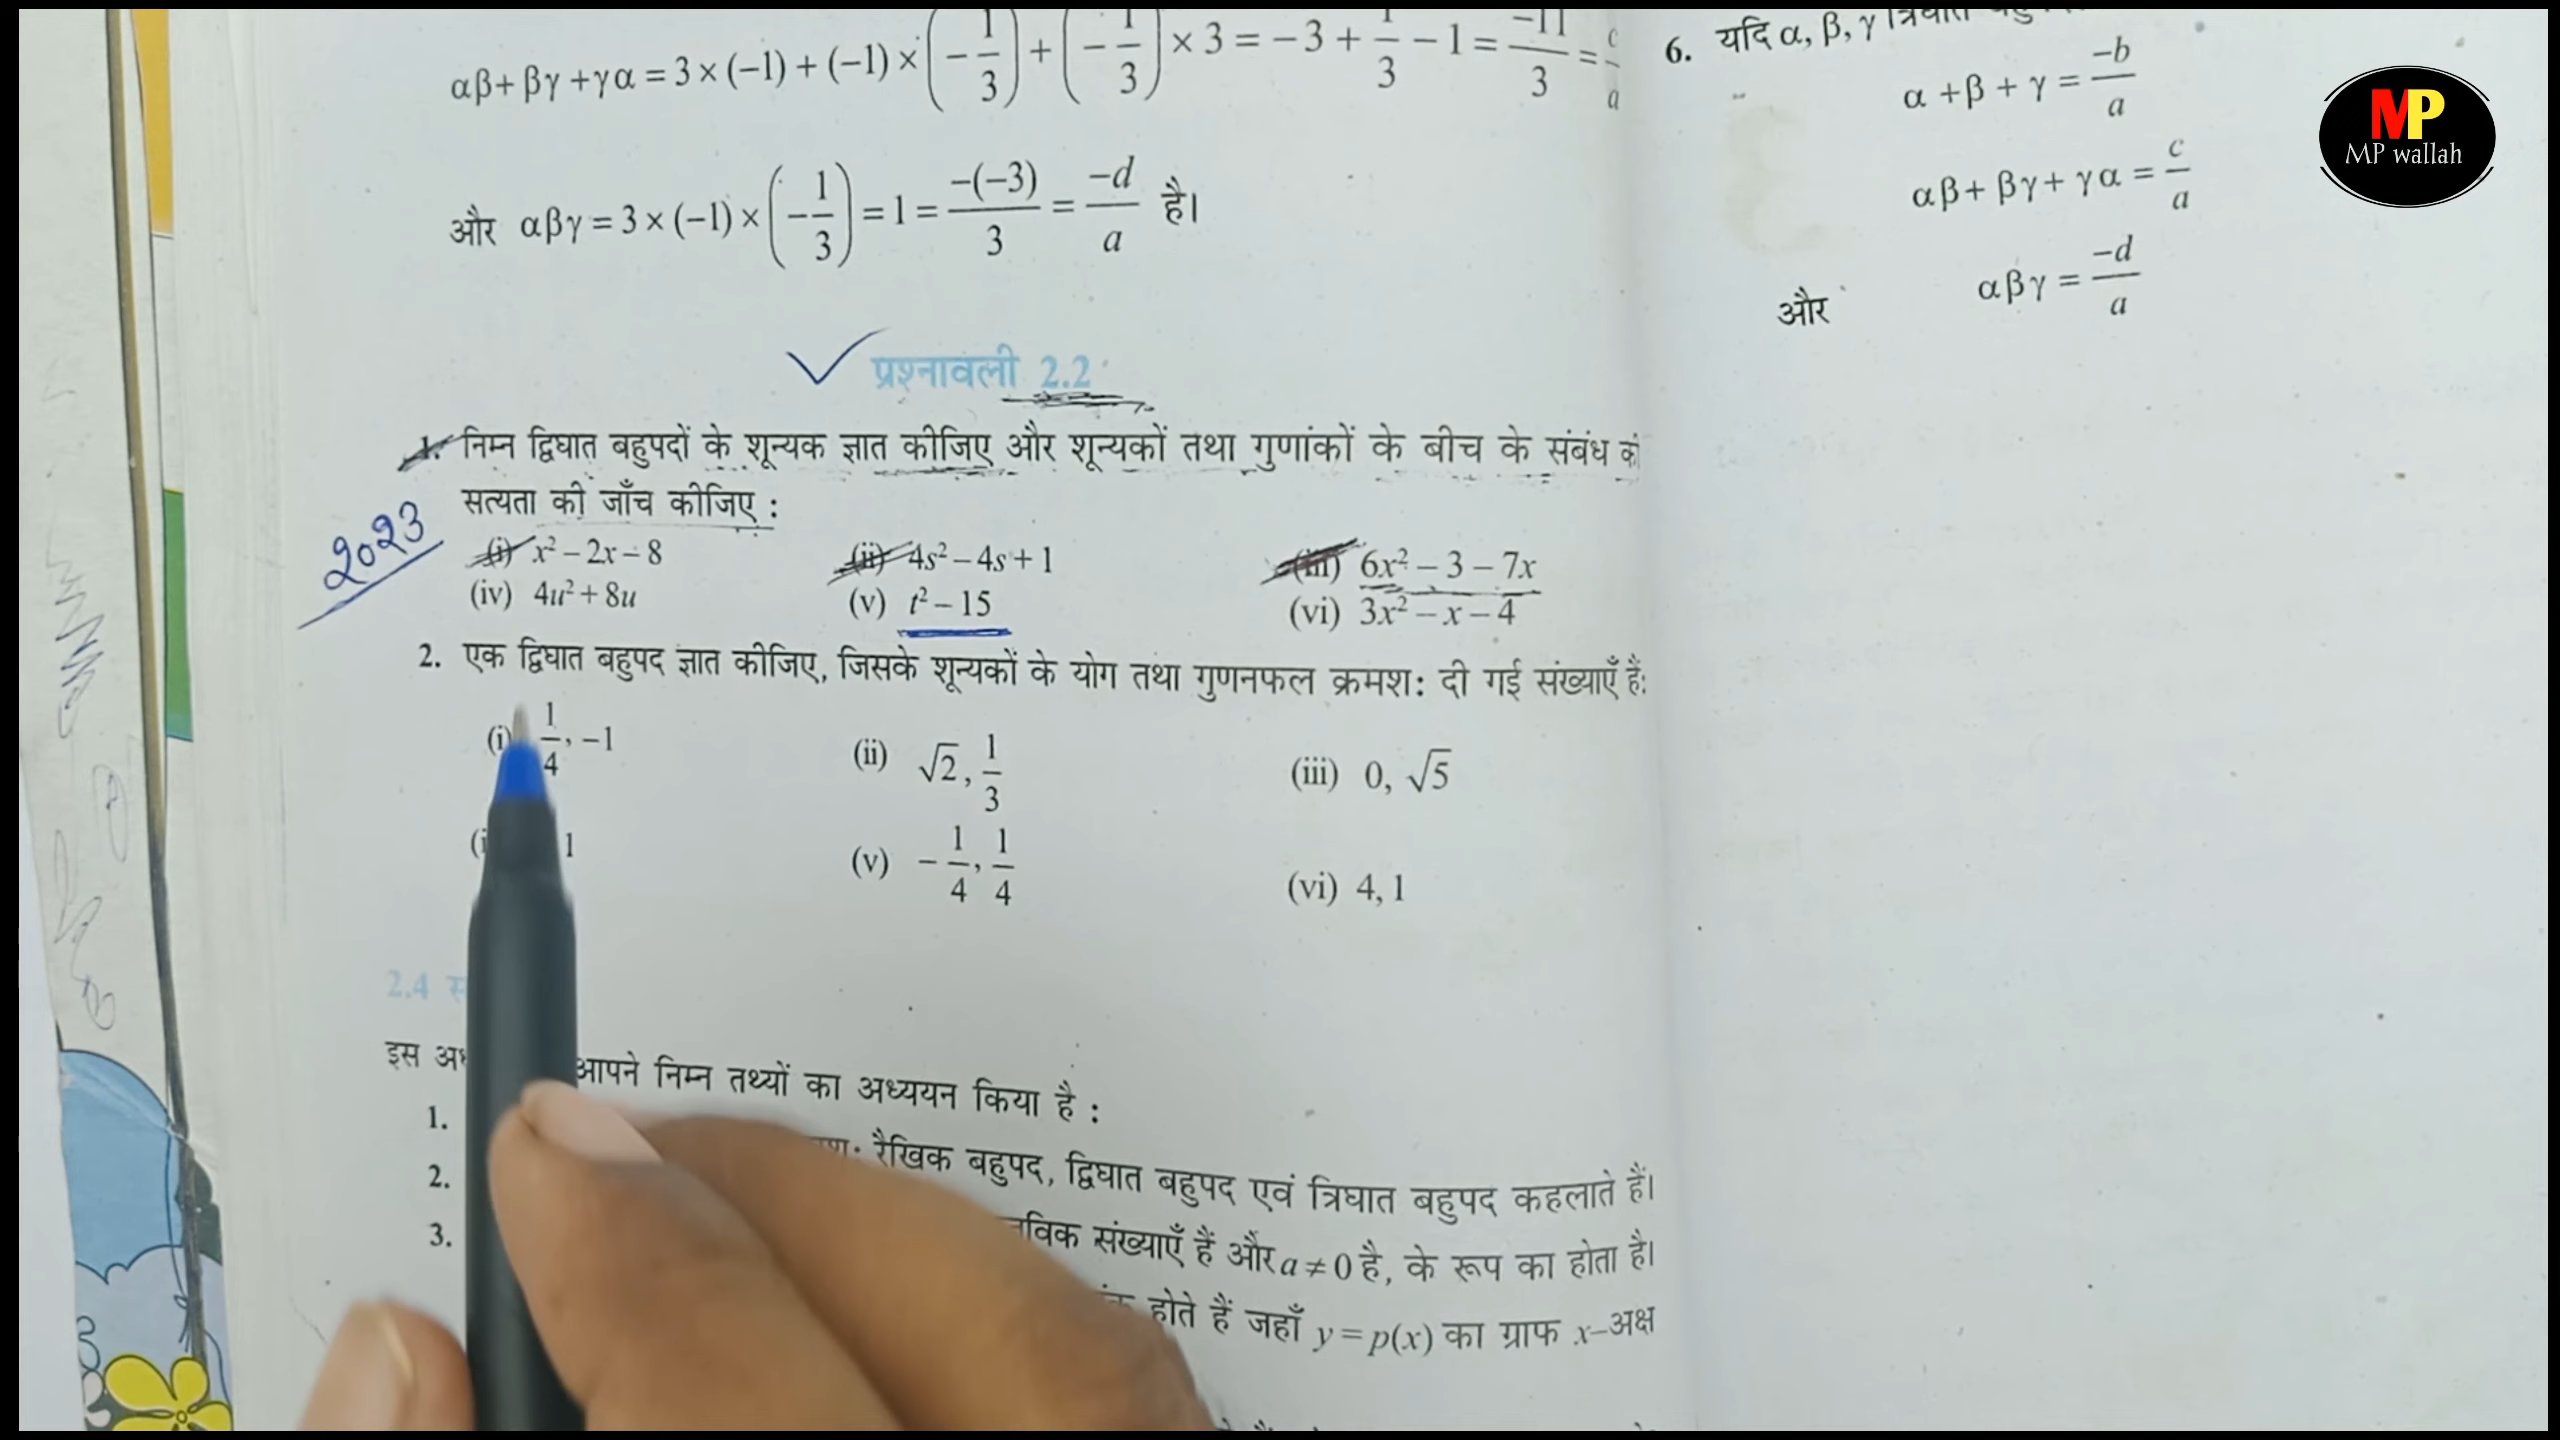 αβ + βγ + γα = 3 × (−1) + (−1) × (−1/3) + (−1/3) × 3 = −3 + 1/3 − 1 = −11/3 = c/a
और αβγ = 3 × (−1) × (−1/3) = 1 = −(−3)/3 = −d/a है।
प्रश्नावली 2.2
1. निम्न द्विघात बहुपदों के शून्यक ज्ञात कीजिए और शून्यकों तथा गुणांकों के बीच के संबंध की
सत्यता की जाँच कीजिए :
2023
(i) x² – 2x – 8 (ii) 4s² – 4s + 1 (iii) 6x² – 3 – 7x
(iv) 4u² + 8u (v) t² – 15 (vi) 3x² – x – 4
2. एक द्विघात बहुपद ज्ञात कीजिए, जिसके शून्यकों के योग तथा गुणनफल क्रमशः दी गई संख्याएँ हैं:
(i) 1/4, −1 (ii) √2, 1/3 (iii) 0, √5
1 (v) −1/4, 1/4 (vi) 4, 1
2.4
इस आपने निम्न तथ्यों का अध्ययन किया है :
1. रैखिक बहुपद, द्विघात बहुपद एवं त्रिघात बहुपद कहलाते हैं।
2. संख्याएँ हैं और a ≠ 0 है, के रूप का होता है।
3. होते हैं जहाँ y = p(x) का ग्राफ x–अक्ष
6. यदि α, β, γ त्रिघात
α + β + γ = −b/a
αβ + βγ + γα = c/a
और αβγ = −d/a
MP
MP wallah